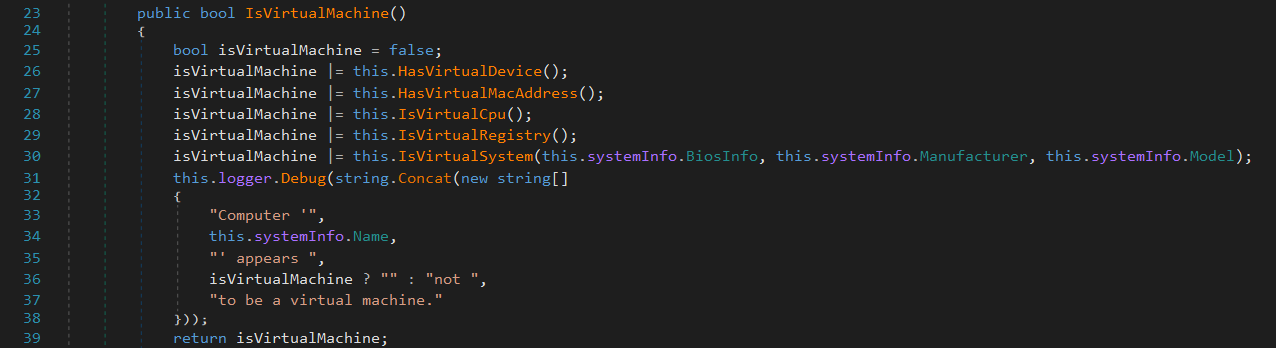 23 public bool IsVirtualMachine()
24 {
25 bool isVirtualMachine = false;
26 isVirtualMachine |= this.HasVirtualDevice();
27 isVirtualMachine |= this.HasVirtualMacAddress();
28 isVirtualMachine |= this.IsVirtualCpu();
29 isVirtualMachine |= this.IsVirtualRegistry();
30 isVirtualMachine |= this.IsVirtualSystem(this.systemInfo.BiosInfo, this.systemInfo.Manufacturer, this.systemInfo.Model);
31 this.logger.Debug(string.Concat(new string[]
32 {
33 "Computer '",
34 this.systemInfo.Name,
35 "' appears ",
36 isVirtualMachine ? "" : "not ",
37 "to be a virtual machine."
38 }));
39 return isVirtualMachine;